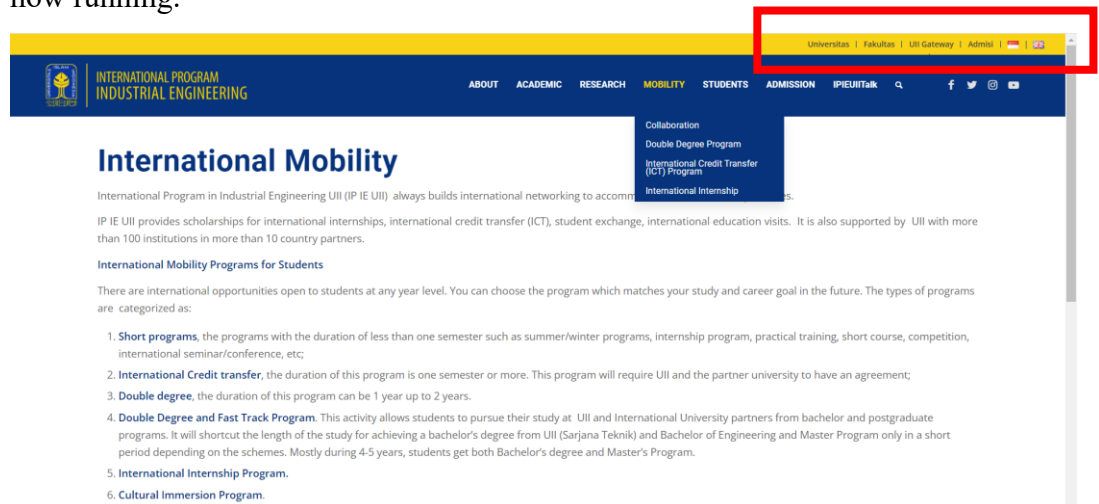 now running.
Universitas | Fakultas | UII Gateway | Admisi | |
INTERNATIONAL PROGRAM
INDUSTRIAL ENGINEERING
ABOUT ACADEMIC RESEARCH MOBILITY STUDENTS ADMISSION IPIEUIITalk
Collaboration
Double Degree Program
International Credit Transfer
(ICT) Program
International Internship
International Mobility
International Program in Industrial Engineering UII (IP IE UII) always builds international networking to accomm es.
IP IE UII provides scholarships for international internships, international credit transfer (ICT), student exchange, international education visits. It is also supported by UII with more
than 100 institutions in more than 10 country partners.
International Mobility Programs for Students
There are international opportunities open to students at any year level. You can choose the program which matches your study and career goal in the future. The types of programs
are categorized as:
1. Short programs, the programs with the duration of less than one semester such as summer/winter programs, internship program, practical training, short course, competition,
international seminar/conference, etc;
2. International Credit transfer, the duration of this program is one semester or more. This program will require UII and the partner university to have an agreement;
3. Double degree, the duration of this program can be 1 year up to 2 years.
4. Double Degree and Fast Track Program. This activity allows students to pursue their study at UII and International University partners from bachelor and postgraduate
programs. It will shortcut the length of the study for achieving a bachelor's degree from UII (Sarjana Teknik) and Bachelor of Engineering and Master Program only in a short
period depending on the schemes. Mostly during 4-5 years, students get both Bachelor's degree and Master's Program.
5. International Internship Program.
6. Cultural Immersion Program.